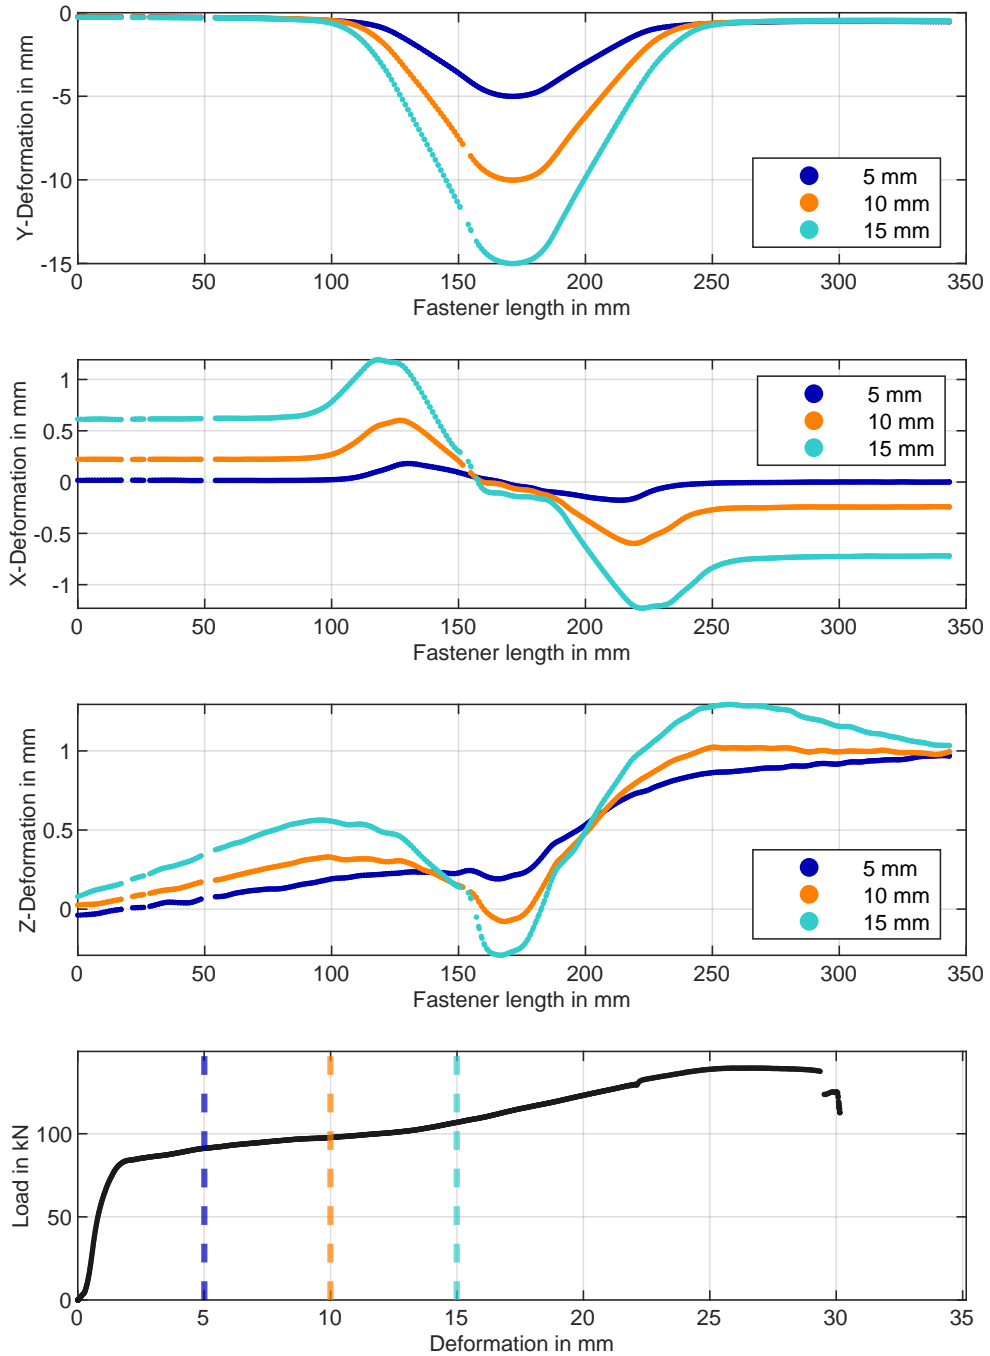 0
-5
-10
-15
Y-Deformation in mm
5 mm
10 mm
15 mm
0 50 100 150 200 250 300 350
Fastener length in mm
1
0.5
0
-0.5
-1
X-Deformation in mm
5 mm
10 mm
15 mm
0 50 100 150 200 250 300 350
Fastener length in mm
1
0.5
0
Z-Deformation in mm
5 mm
10 mm
15 mm
0 50 100 150 200 250 300 350
Fastener length in mm
100
50
0
Load in kN
0 5 10 15 20 25 30 35
Deformation in mm